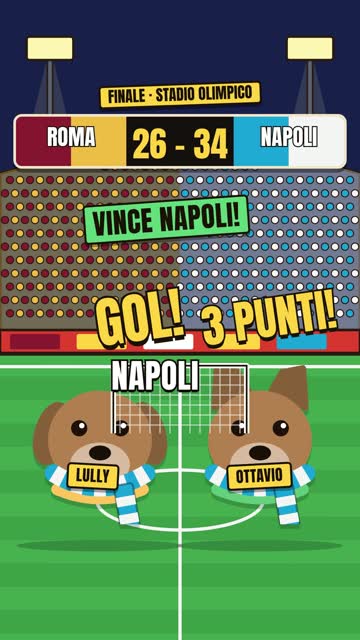 FINALE - STADIO OLIMPICO
ROMA
26 - 34
NAPOLI
VINCE NAPOLI!
GOL!
3 PUNTI!
NAPOLI
LULLY
OTTAVIO